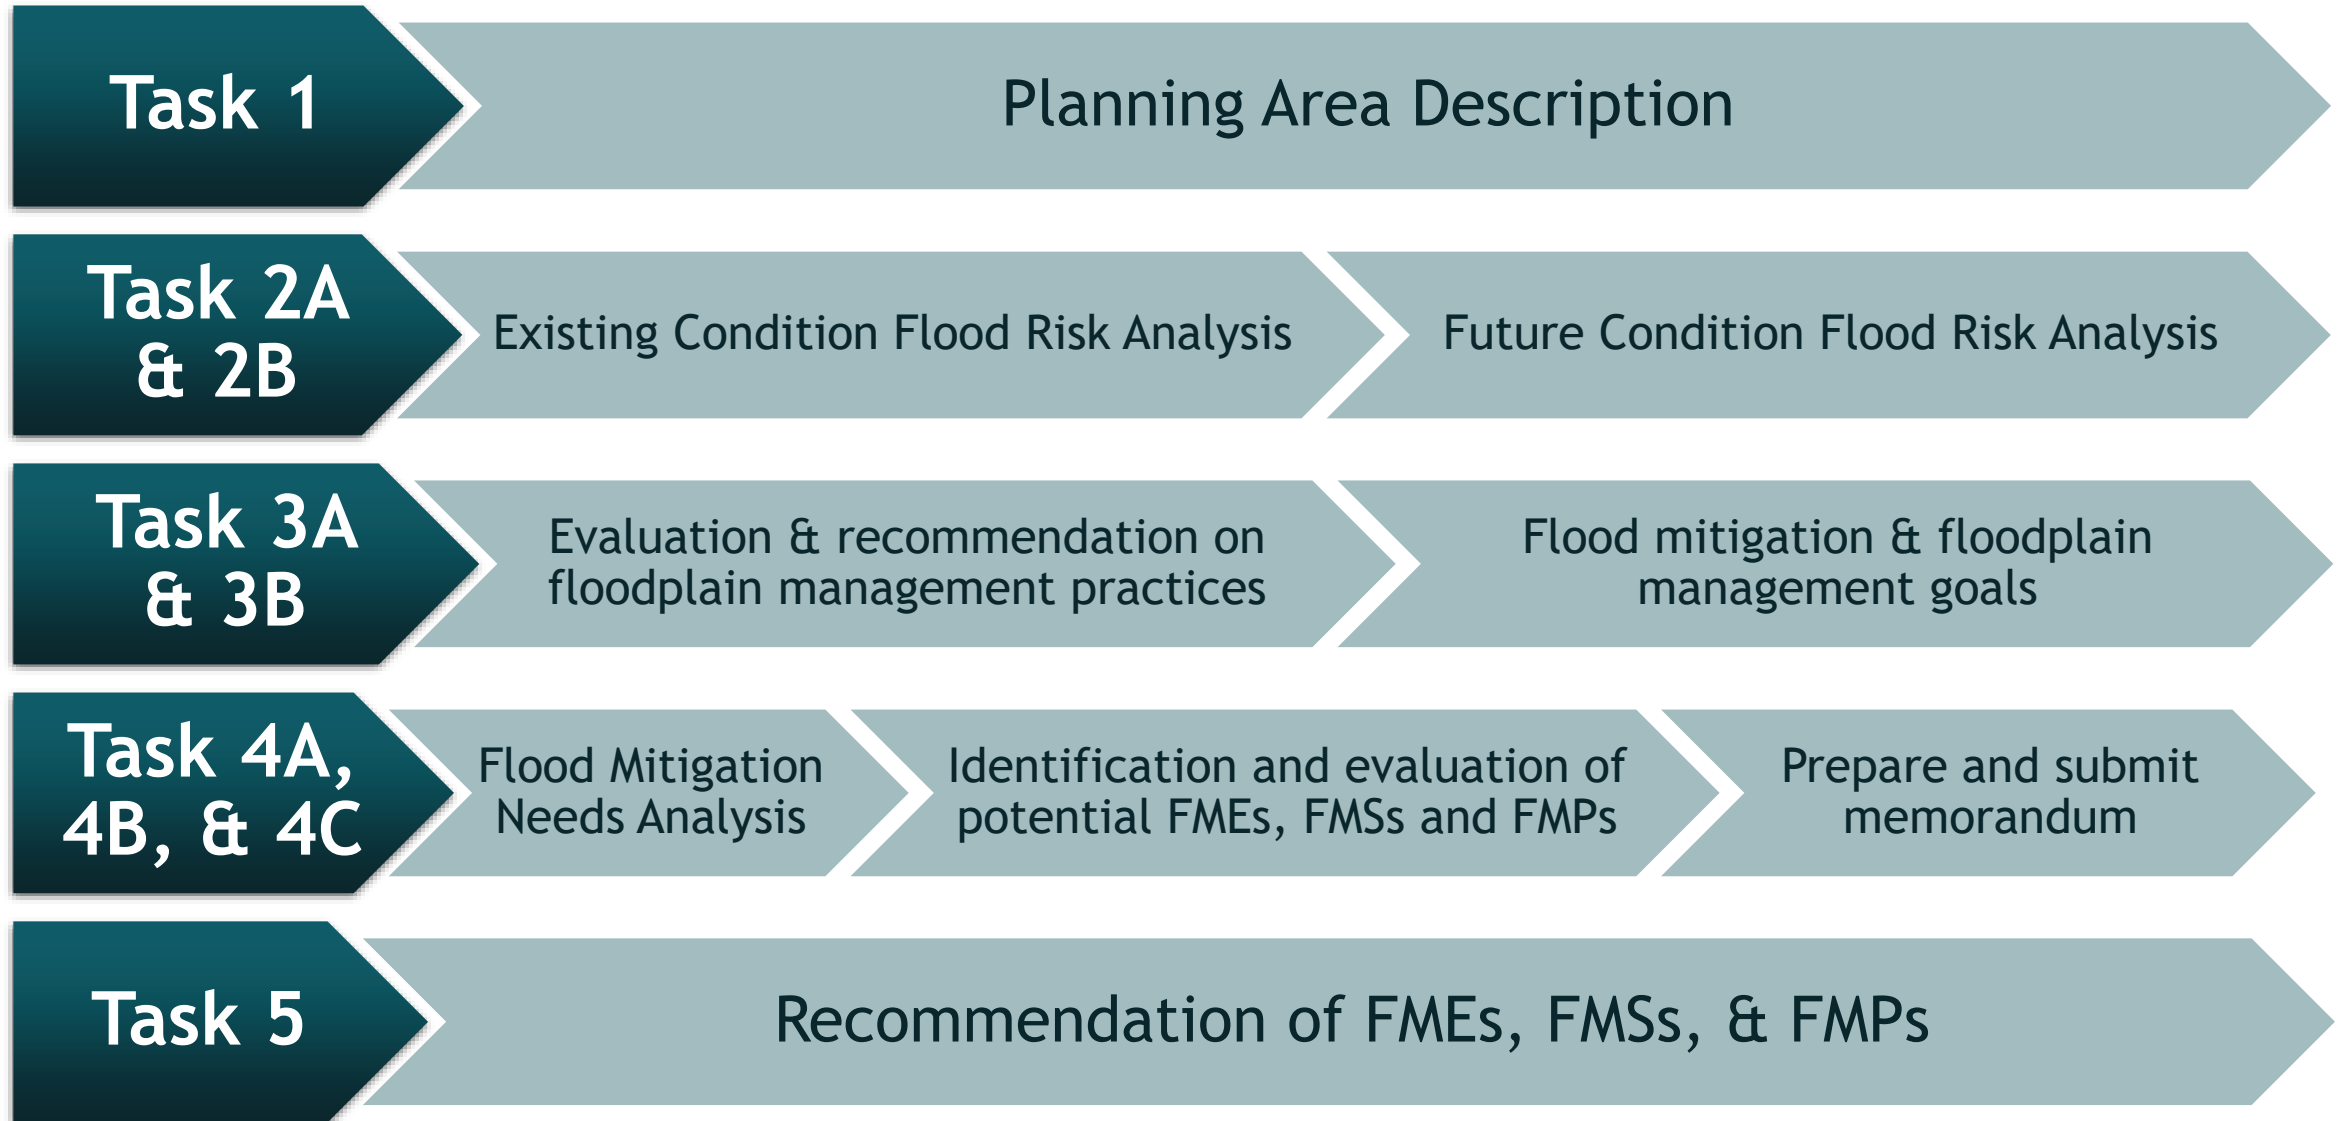 Task 1
Planning Area Description
Task 2A
& 2B
Existing Condition Flood Risk Analysis
Future Condition Flood Risk Analysis
Task 3A
& 3B
Evaluation & recommendation on
floodplain management practices
Flood mitigation & floodplain
management goals
Task 4A,
4B, & 4C
Flood Mitigation
Needs Analysis
Identification and evaluation of
potential FMEs, FMSs and FMPs
Prepare and submit
memorandum
Task 5
Recommendation of FMEs, FMSs, & FMPs